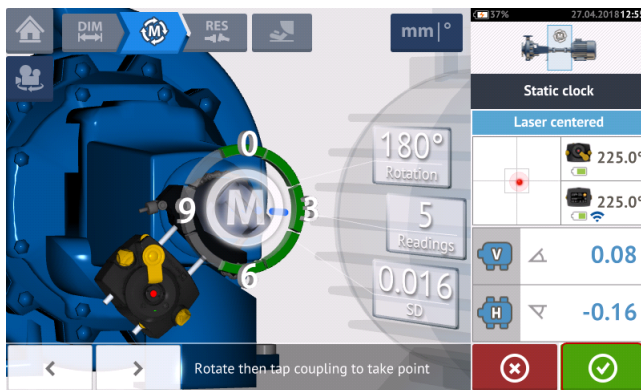 DIM
M
RES
mm|°
37%
27.04.2018 12:5
Static clock
Laser centered
225.0°
225.0°
V
0.08
H
-0.16
0
3
6
9
M
180°
Rotation
5
Readings
0.016
SD
Rotate then tap coupling to take point